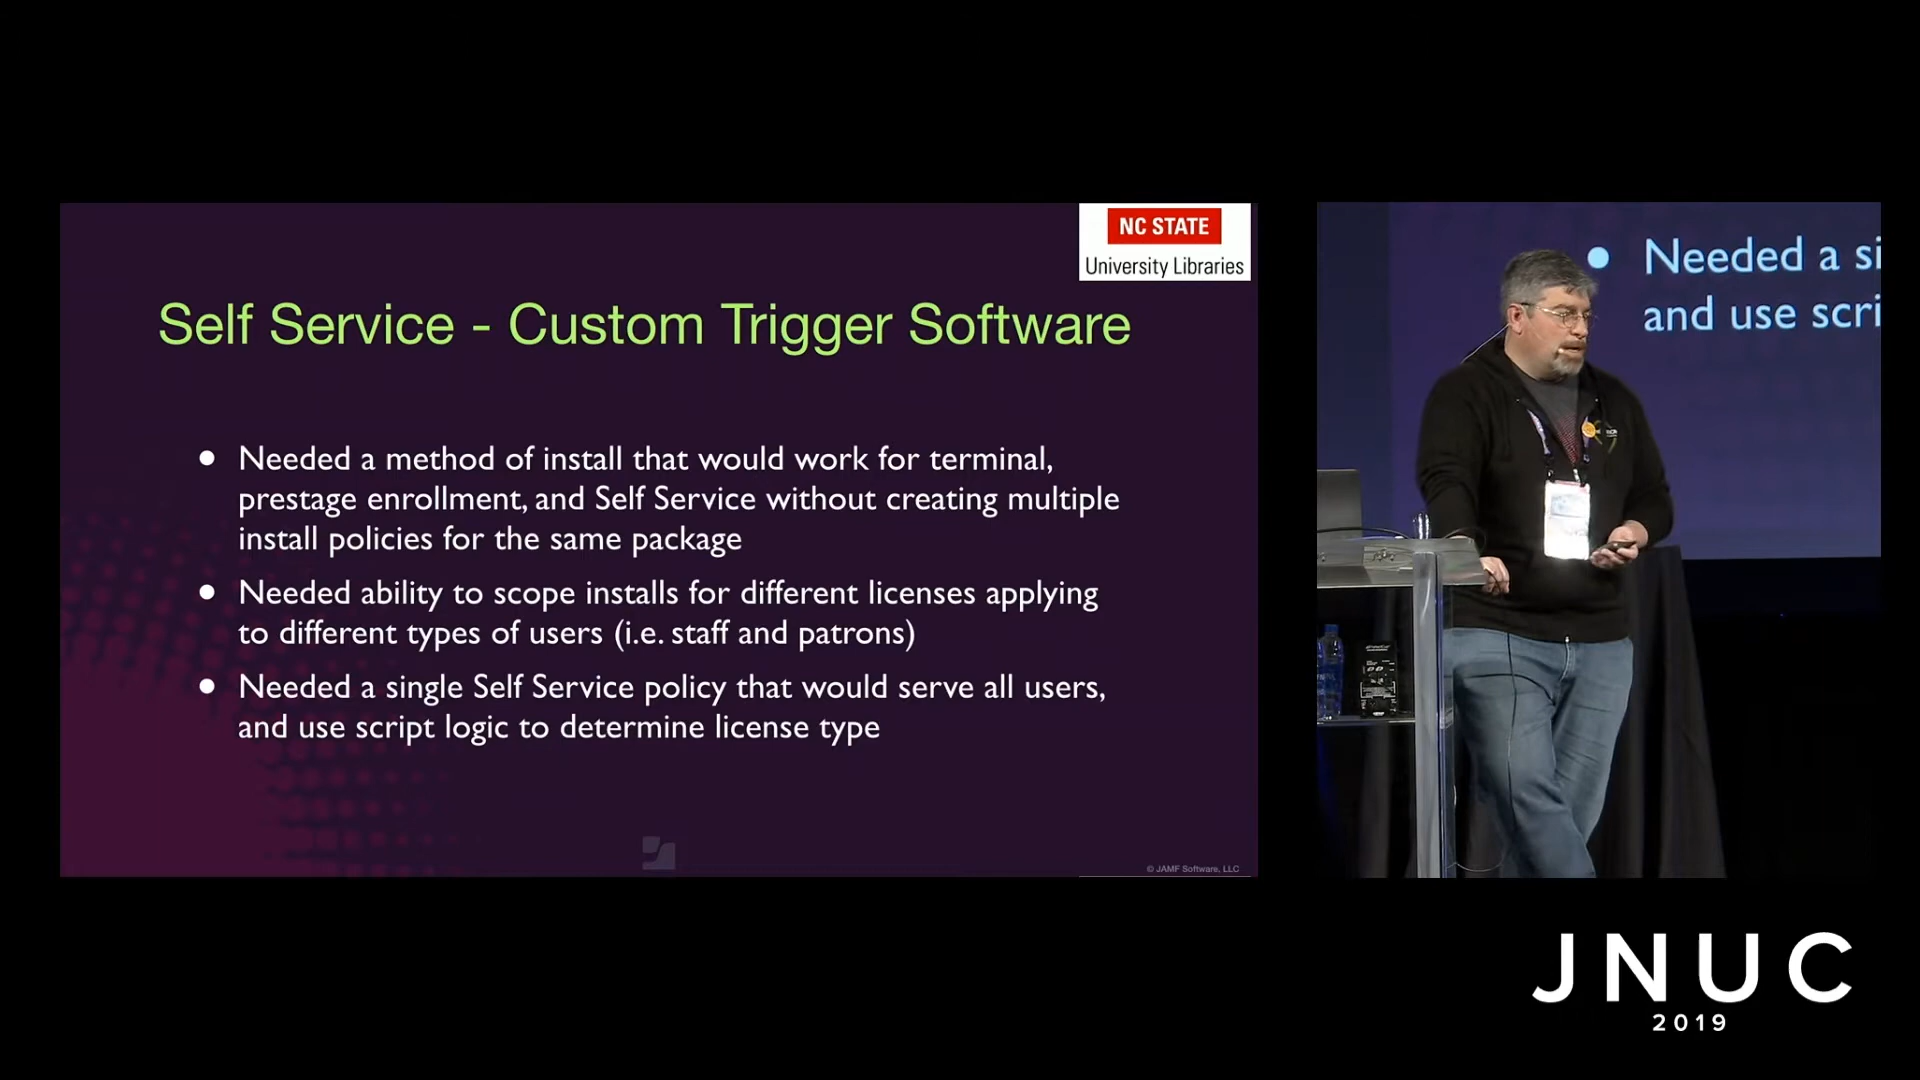 NC STATE
University Libraries
Self Service - Custom Trigger Software
● Needed a method of install that would work for terminal,
prestage enrollment, and Self Service without creating multiple
install policies for the same package
● Needed ability to scope installs for different licenses applying
to different types of users (i.e. staff and patrons)
● Needed a single Self Service policy that would serve all users,
and use script logic to determine license type
© JAMF Software, LLC
● Needed a si
and use scri
JNUC
2019